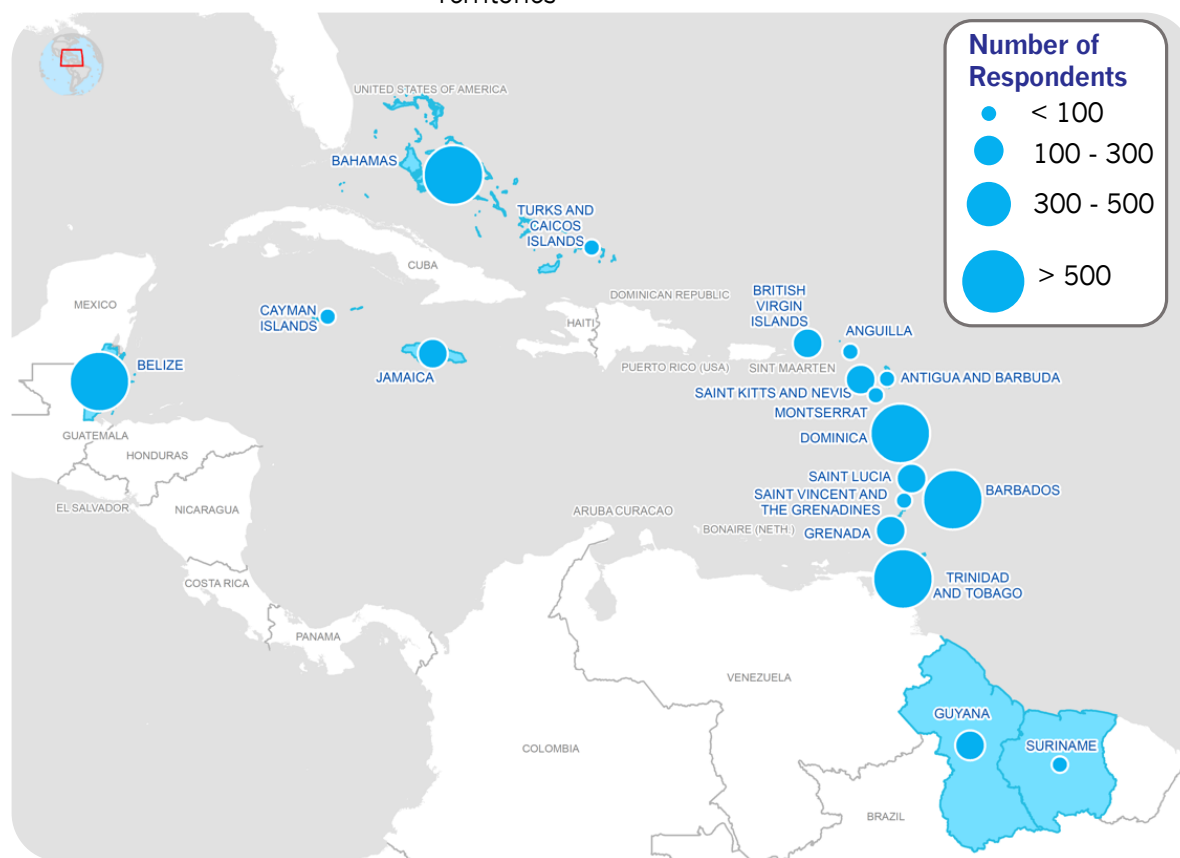 Territories
Number of
Respondents
< 100
100 - 300
300 - 500
> 500
UNITED STATES OF AMERICA
BAHAMAS
TURKS AND
CAICOS
ISLANDS
CUBA
MEXICO
CAYMAN
ISLANDS
DOMINICAN REPUBLIC
BRITISH
VIRGIN
ISLANDS
HAITI
ANGUILLA
BELIZE
JAMAICA
PUERTO RICO (USA)
SINT MAARTEN
ANTIGUA AND BARBUDA
SAINT KITTS AND NEVIS
MONTSERRAT
GUATEMALA
DOMINICA
HONDURAS
SAINT LUCIA
BARBADOS
SAINT VINCENT AND
THE GRENADINES
EL SALVADOR
NICARAGUA
ARUBA CURACAO
BONAIRE (NETH.)
GRENADA
COSTA RICA
TRINIDAD
AND TOBAGO
PANAMA
VENEZUELA
GUYANA
COLOMBIA
SURINAME
BRAZIL